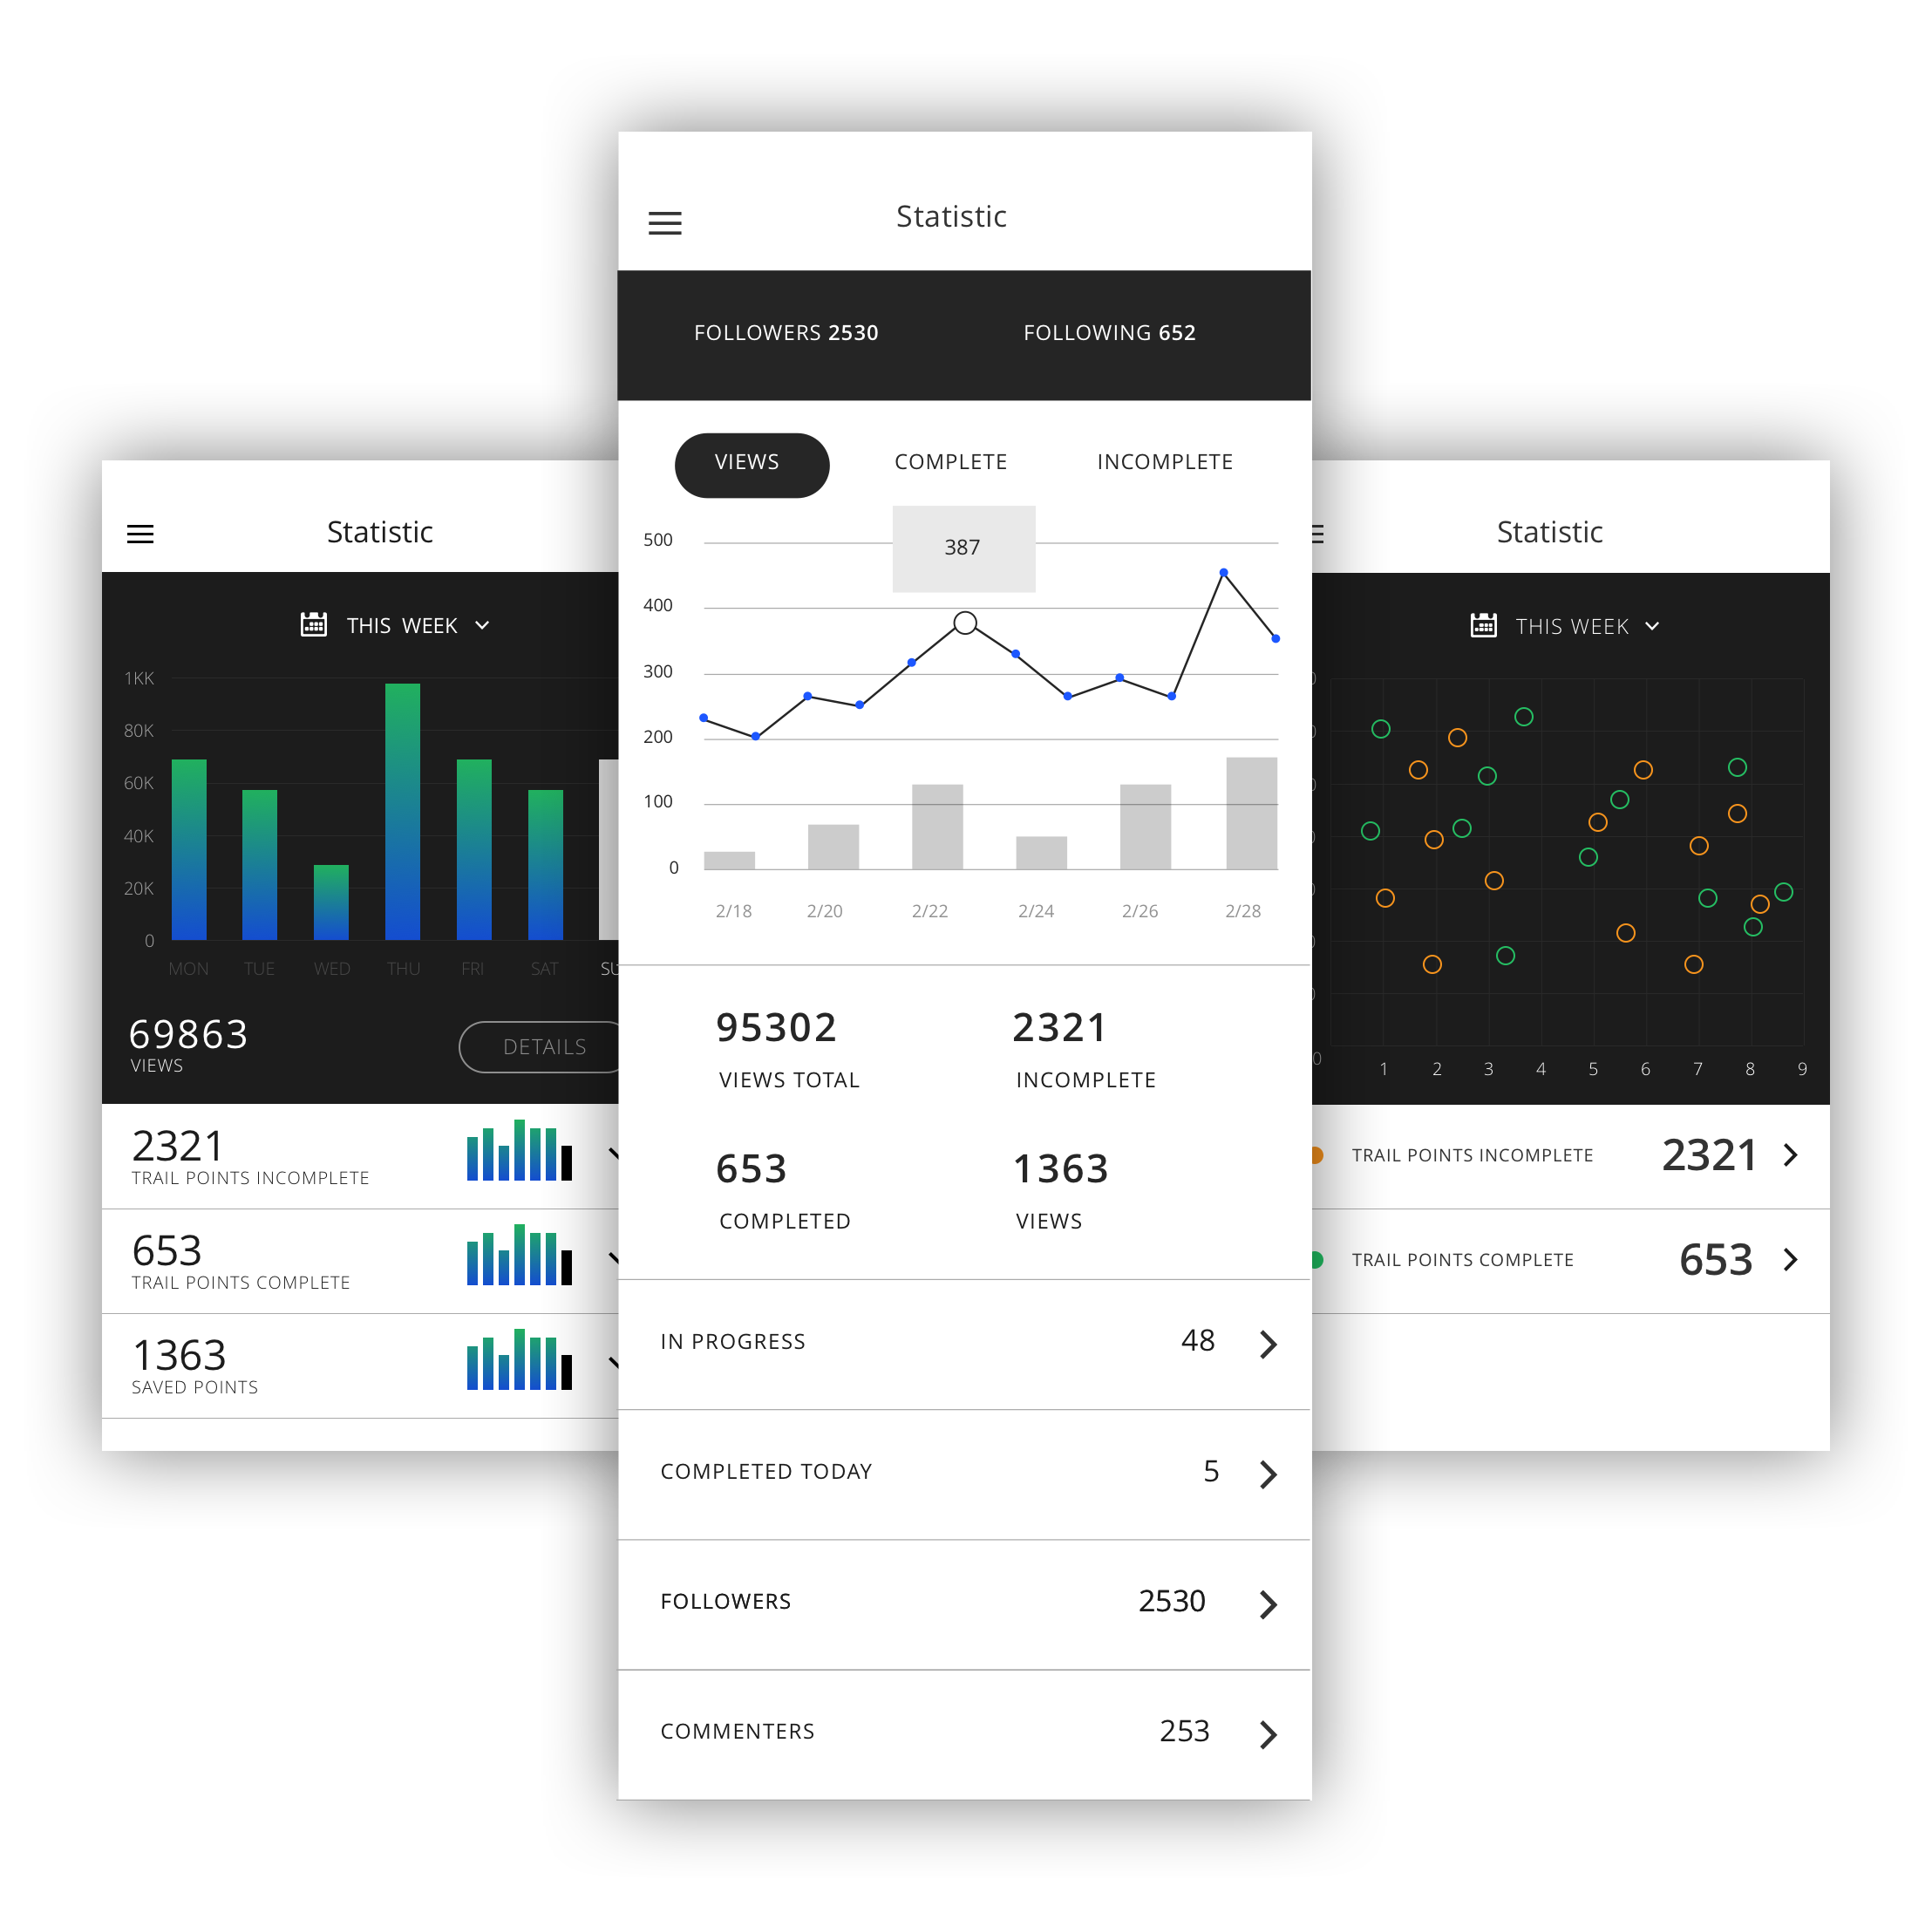 Statistic
THIS WEEK
1KK
80K
60K
40K
20K
0
MON TUE WED THU FRI SAT SU
69863
VIEWS
DETAILS
2321
TRAIL POINTS INCOMPLETE
653
TRAIL POINTS COMPLETE
1363
SAVED POINTS
Statistic
FOLLOWERS 2530 FOLLOWING 652
VIEWS COMPLETE INCOMPLETE
387
500
400
300
200
100
0
2/18 2/20 2/22 2/24 2/26 2/28
95302 2321
VIEWS TOTAL INCOMPLETE
653 1363
COMPLETED VIEWS
IN PROGRESS 48
COMPLETED TODAY 5
FOLLOWERS 2530
COMMENTERS 253
Statistic
THIS WEEK
0 1 2 3 4 5 6 7 8 9
TRAIL POINTS INCOMPLETE 2321
TRAIL POINTS COMPLETE 653